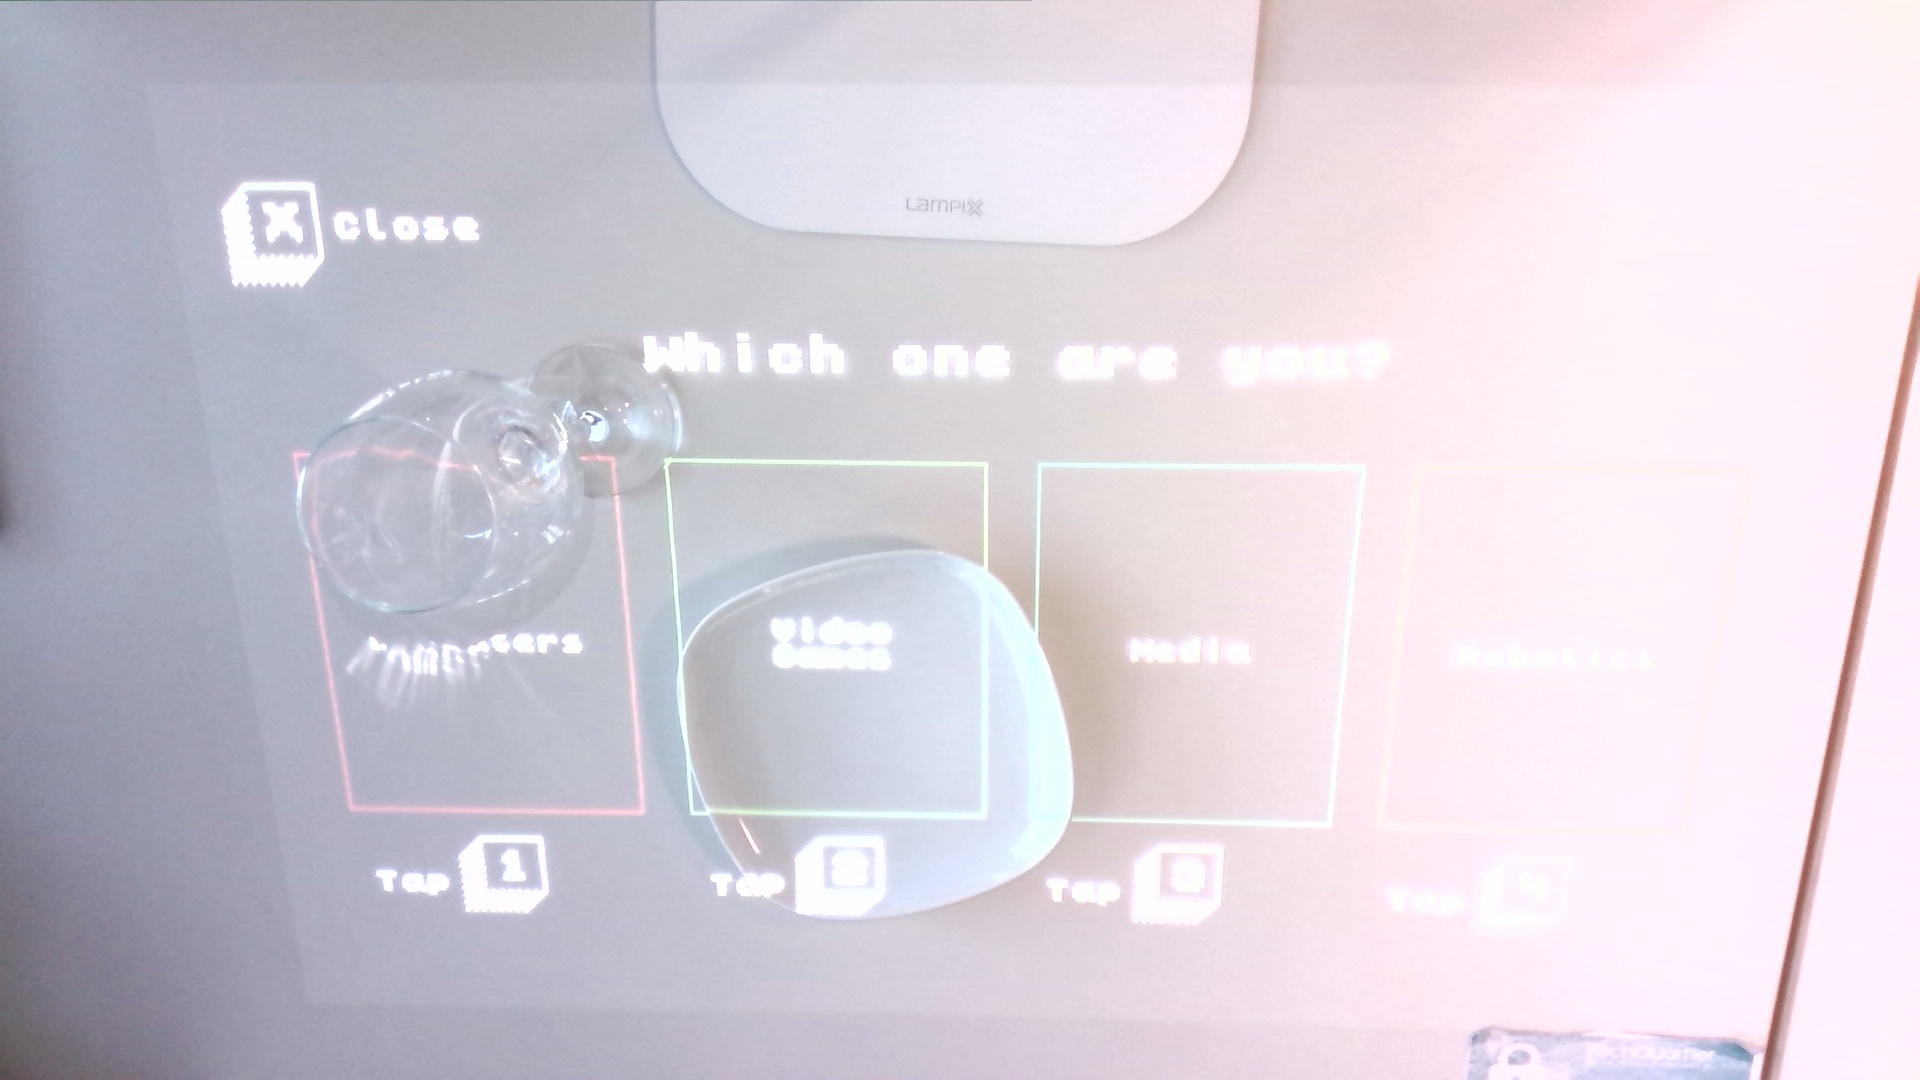 Lampix
X Close
Which one are you?
Video
Games
Media
Robotics
Tap 1
Tap 2
Tap 3
Tap 4